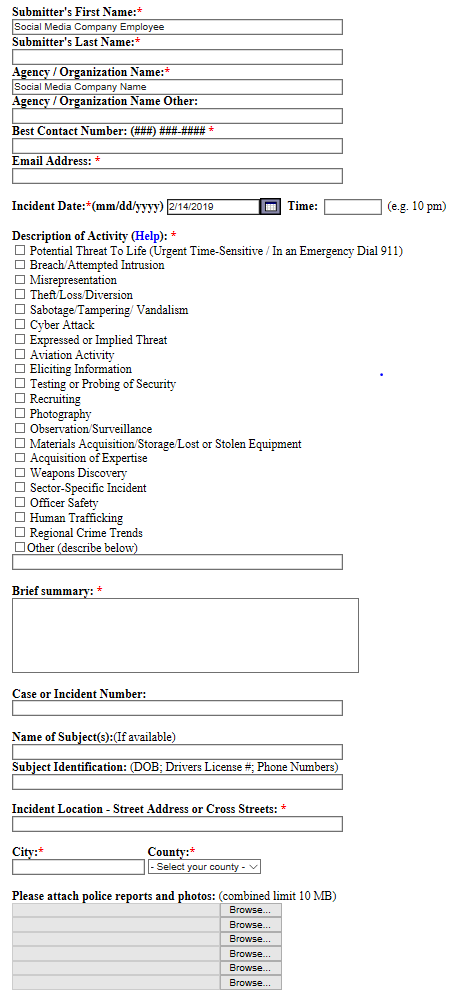 Submitter's First Name:*
Social Media Company Employee
Submitter's Last Name:*
Agency / Organization Name:*
Social Media Company Name
Agency / Organization Name Other:
Best Contact Number: (###) ###-#### *
Email Address: *
Incident Date:*(mm/dd/yyyy) 2/14/2019 Time: (e.g. 10 pm)
Description of Activity (Help): *
Potential Threat To Life (Urgent Time-Sensitive / In an Emergency Dial 911)
Breach/Attempted Intrusion
Misrepresentation
Theft/Loss/Diversion
Sabotage/Tampering/ Vandalism
Cyber Attack
Expressed or Implied Threat
Aviation Activity
Eliciting Information
Testing or Probing of Security
Recruiting
Photography
Observation/Surveillance
Materials Acquisition/Storage/Lost or Stolen Equipment
Acquisition of Expertise
Weapons Discovery
Sector-Specific Incident
Officer Safety
Human Trafficking
Regional Crime Trends
Other (describe below)
Brief summary: *
Case or Incident Number:
Name of Subject(s):(If available)
Subject Identification: (DOB; Drivers License #; Phone Numbers)
Incident Location - Street Address or Cross Streets: *
City:* County:*
- Select your county -
Please attach police reports and photos: (combined limit 10 MB)
Browse...
Browse...
Browse...
Browse...
Browse...
Browse...